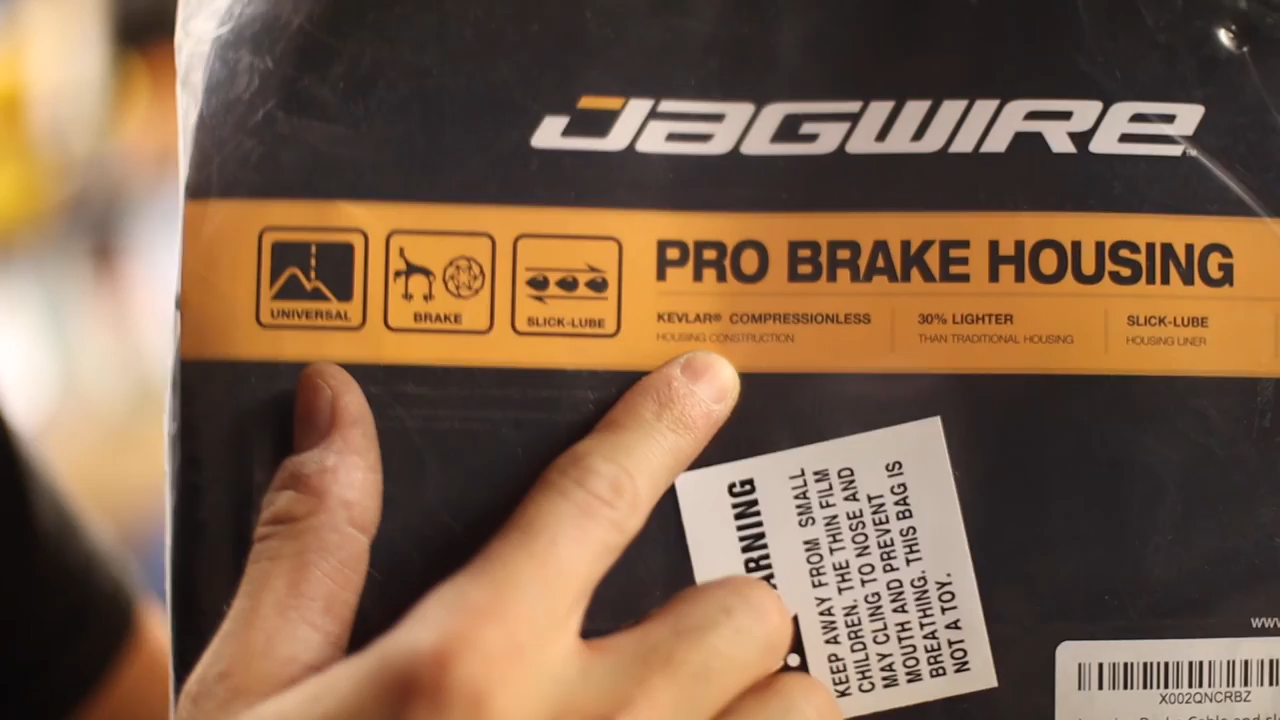 JAGWIRE
PRO BRAKE HOUSING
UNIVERSAL
BRAKE
SLICK-LUBE
KEVLAR® COMPRESSIONLESS
HOUSING CONSTRUCTION
30% LIGHTER
THAN TRADITIONAL HOUSING
SLICK-LUBE
HOUSING LINER
ARNING
KEEP AWAY FROM SMALL
CHILDREN. THE THIN FILM
MAY CLING TO NOSE AND
MOUTH AND PREVENT
BREATHING. THIS BAG IS
NOT A TOY.
www
X002QNCRBZ